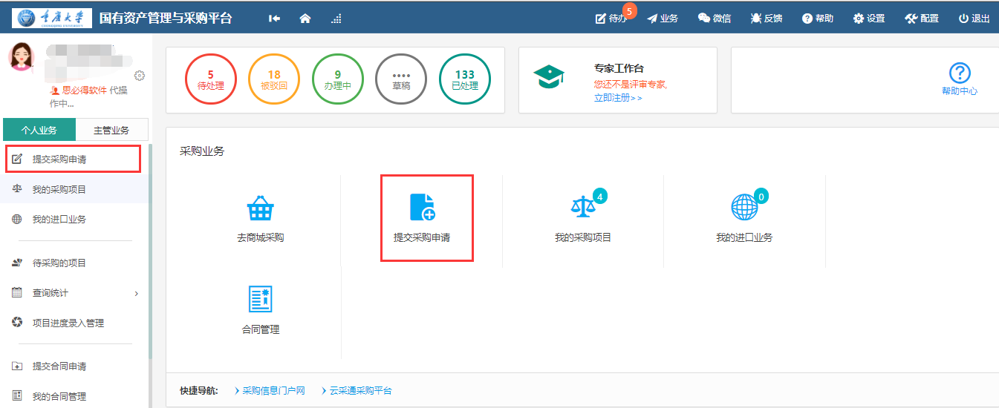 重庆大学 国有资产管理与采购平台 待办 5 业务 微信 反馈 帮助 设置 配置 退出
CHONGQING UNIVERSITY
思必得软件 代操
作中...
个人业务 主管业务
提交采购申请
我的采购项目
我的进口业务
待采购的项目
查询统计
项目进度录入管理
提交合同申请
我的合同管理
5
待处理
18
被驳回
9
办理中
••••
草稿
133
已处理
专家工作台
您还不是评审专家,
立即注册>>
帮助中心
采购业务
去商城采购
提交采购申请
4
我的采购项目
0
我的进口业务
合同管理
快捷导航: 采购信息门户网 云采通采购平台